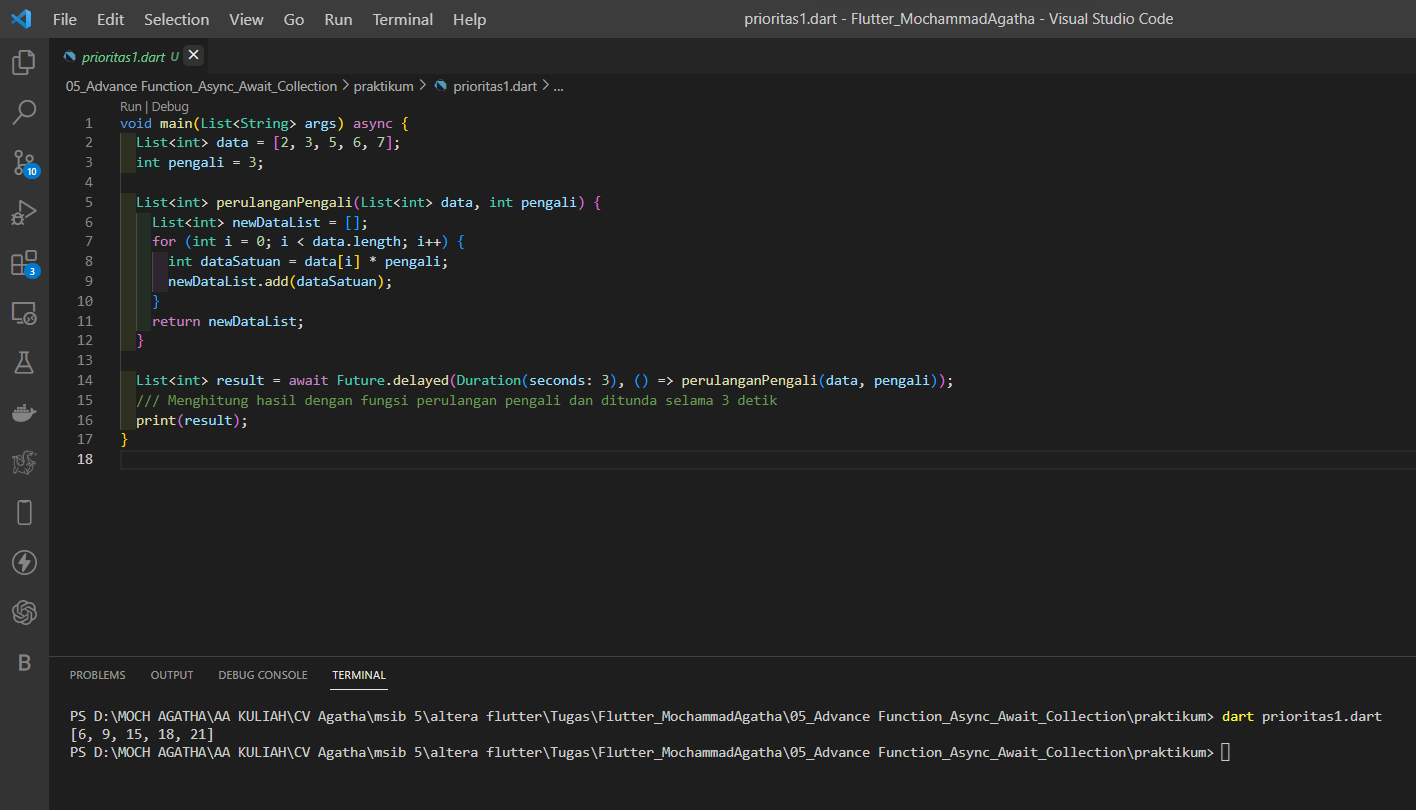 File Edit Selection View Go Run Terminal Help prioritas1.dart - Flutter_MochammadAgatha - Visual Studio Code
prioritas1.dart U
05_Advance Function_Async_Await_Collection > praktikum > prioritas1.dart > ...
Run | Debug
1 void main(List<String> args) async {
2   List<int> data = [2, 3, 5, 6, 7];
3   int pengali = 3;
4
5   List<int> perulanganPengali(List<int> data, int pengali) {
6     List<int> newDataList = [];
7     for (int i = 0; i < data.length; i++) {
8       int dataSatuan = data[i] * pengali;
9       newDataList.add(dataSatuan);
10     }
11     return newDataList;
12   }
13
14   List<int> result = await Future.delayed(Duration(seconds: 3), () => perulanganPengali(data, pengali));
15   /// Menghitung hasil dengan fungsi perulangan pengali dan ditunda selama 3 detik
16   print(result);
17 }
18
10
3
B
PROBLEMS OUTPUT DEBUG CONSOLE TERMINAL
PS D:\MOCH AGATHA\AA KULIAH\CV Agatha\msib 5\altera flutter\Tugas\Flutter_MochammadAgatha\05_Advance Function_Async_Await_Collection\praktikum> dart prioritas1.dart
[6, 9, 15, 18, 21]
PS D:\MOCH AGATHA\AA KULIAH\CV Agatha\msib 5\altera flutter\Tugas\Flutter_MochammadAgatha\05_Advance Function_Async_Await_Collection\praktikum>